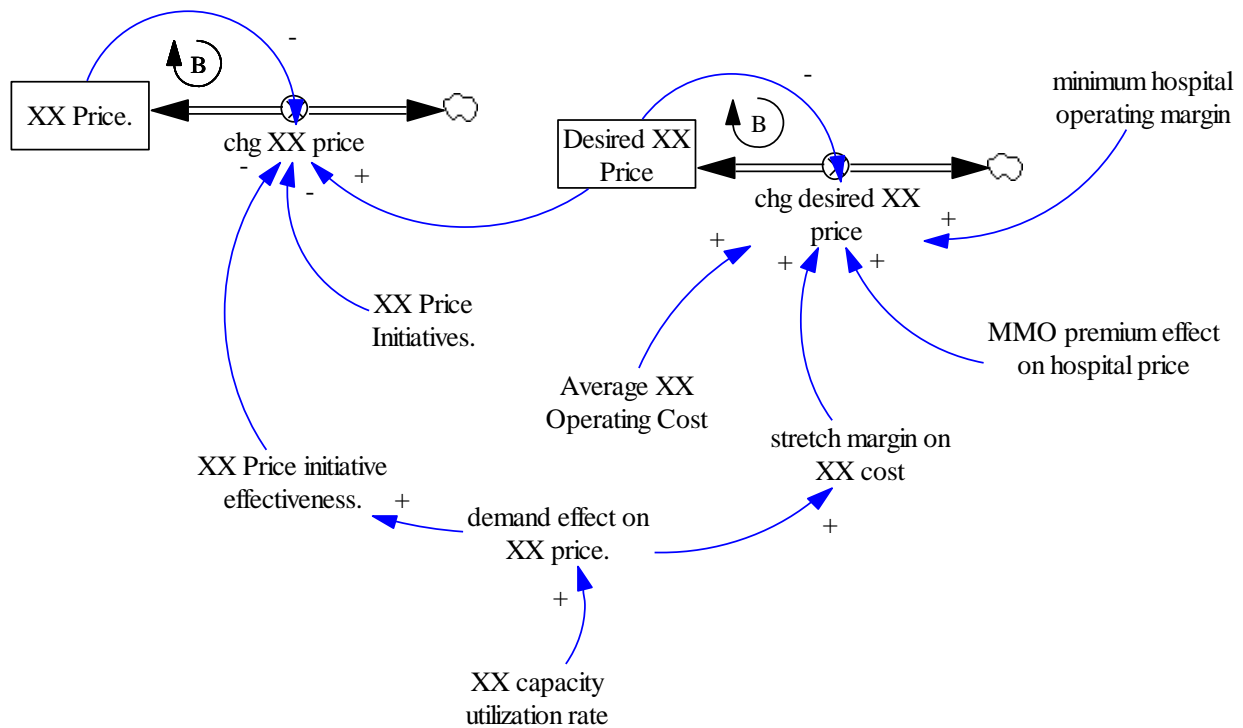 -
B
XX Price.
chg XX price
-
-
+
-
B
Desired XX
Price
chg desired XX
price
minimum hospital
operating margin
+
+
+
+
XX Price
Initiatives.
MMO premium effect
on hospital price
Average XX
Operating Cost
stretch margin on
XX cost
XX Price initiative
effectiveness.
+
demand effect on
XX price.
+
+
XX capacity
utilization rate